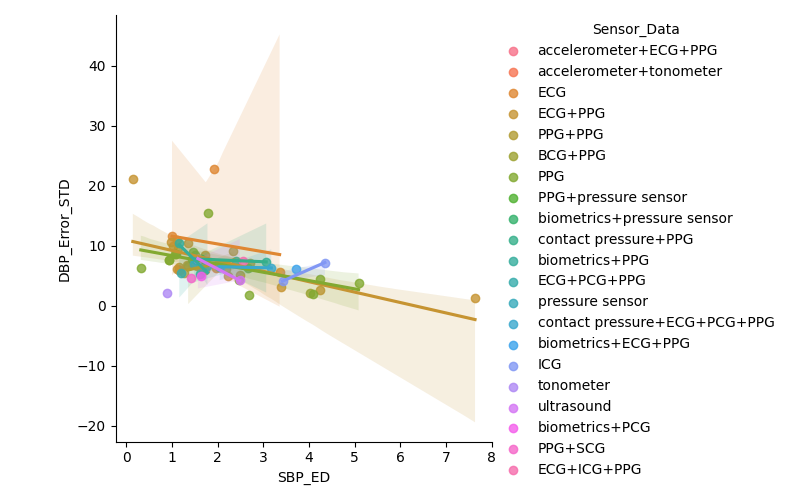 Sensor_Data
accelerometer+ECG+PPG
accelerometer+tonometer
ECG
ECG+PPG
PPG+PPG
BCG+PPG
PPG
PPG+pressure sensor
biometrics+pressure sensor
contact pressure+PPG
biometrics+PPG
ECG+PCG+PPG
pressure sensor
contact pressure+ECG+PCG+PPG
biometrics+ECG+PPG
ICG
tonometer
ultrasound
biometrics+PCG
PPG+SCG
ECG+ICG+PPG
DBP_Error_STD
40
30
20
10
0
−10
−20
0 1 2 3 4 5 6 7 8
SBP_ED